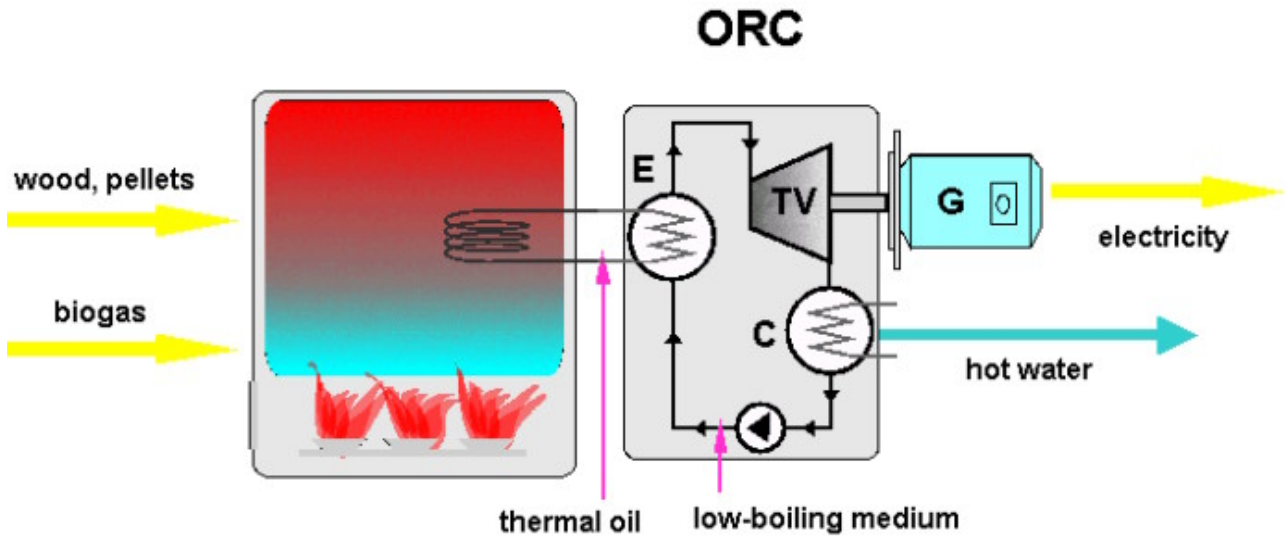 ORC
wood, pellets
E
TV
G
electricity
biogas
C
hot water
thermal oil
low-boiling medium